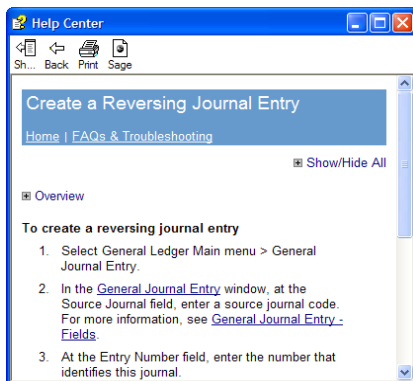 Help Center
Sh... Back Print Sage
Create a Reversing Journal Entry
Home | FAQs & Troubleshooting
Show/Hide All
Overview
To create a reversing journal entry
1. Select General Ledger Main menu > General
Journal Entry.
2. In the General Journal Entry window, at the
Source Journal field, enter a source journal code.
For more information, see General Journal Entry -
Fields.
3. At the Entry Number field, enter the number that
identifies this journal.